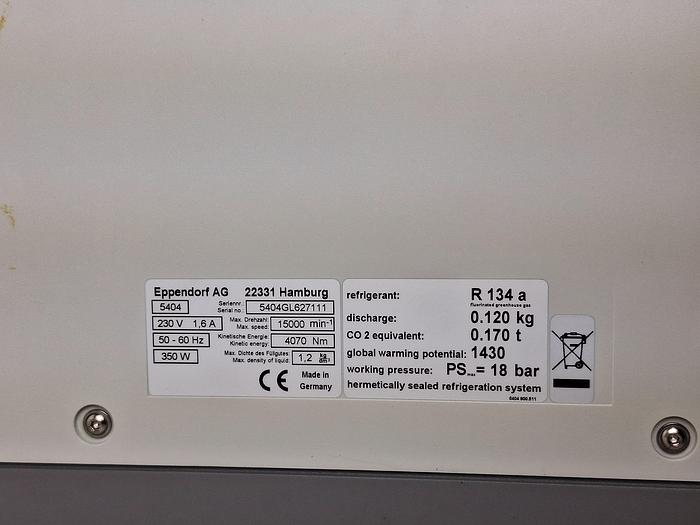 Eppendorf AG 22331 Hamburg
5404 Seriennr.: Serial no.: 5404GL627111
230 V 1,6 A Max. Drehzahl: Max. speed: 15000 min⁻¹
50 - 60 Hz Kinetische Energie: Kinetic energy: 4070 Nm
350 W Max. Dichte des Füllgutes: Max. density of liquid: 1,2 kg/dm³
CE Made in
Germany
refrigerant: R 134 a
fluorinated greenhouse gas
discharge: 0.120 kg
CO 2 equivalent: 0.170 t
global warming potential: 1430
working pressure: PSmax= 18 bar
hermetically sealed refrigeration system